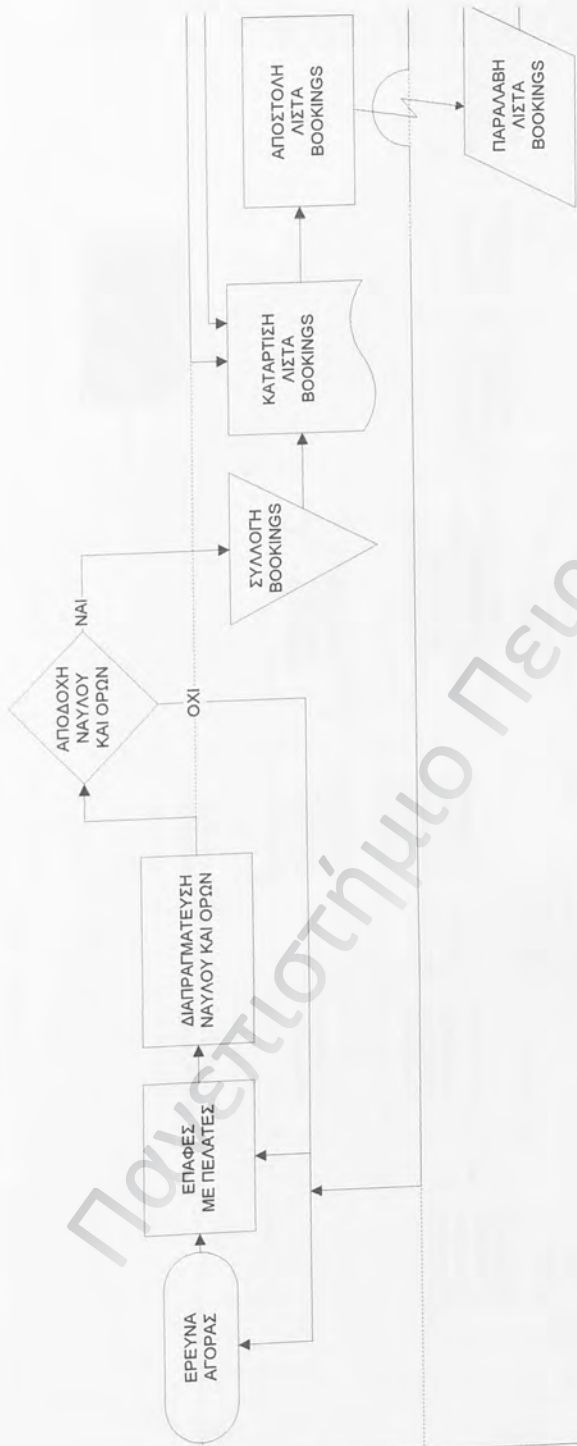 ΕΡΕΥΝΑ
ΑΓΟΡΑΣ
ΕΠΑΦΕΣ
ΜΕ ΠΕΛΑΤΕΣ
ΔΙΑΠΡΑΓΜΑΤΕΥΣΗ
ΝΑΥΛΟΥ ΚΑΙ ΟΡΩΝ
ΑΠΟΔΟΧΗ
ΝΑΥΛΟΥ
ΚΑΙ ΟΡΩΝ
ΝΑΙ
ΟΧΙ
ΣΥΛΛΟΓΗ
BOOKINGS
ΚΑΤΑΡΤΙΣΗ
ΛΙΣΤΑ
BOOKINGS
ΑΠΟΣΤΟΛΗ
ΛΙΣΤΑ
BOOKINGS
ΠΑΡΑΛΑΒΗ
ΛΙΣΤΑ
BOOKINGS
Πανεπιστήμιο